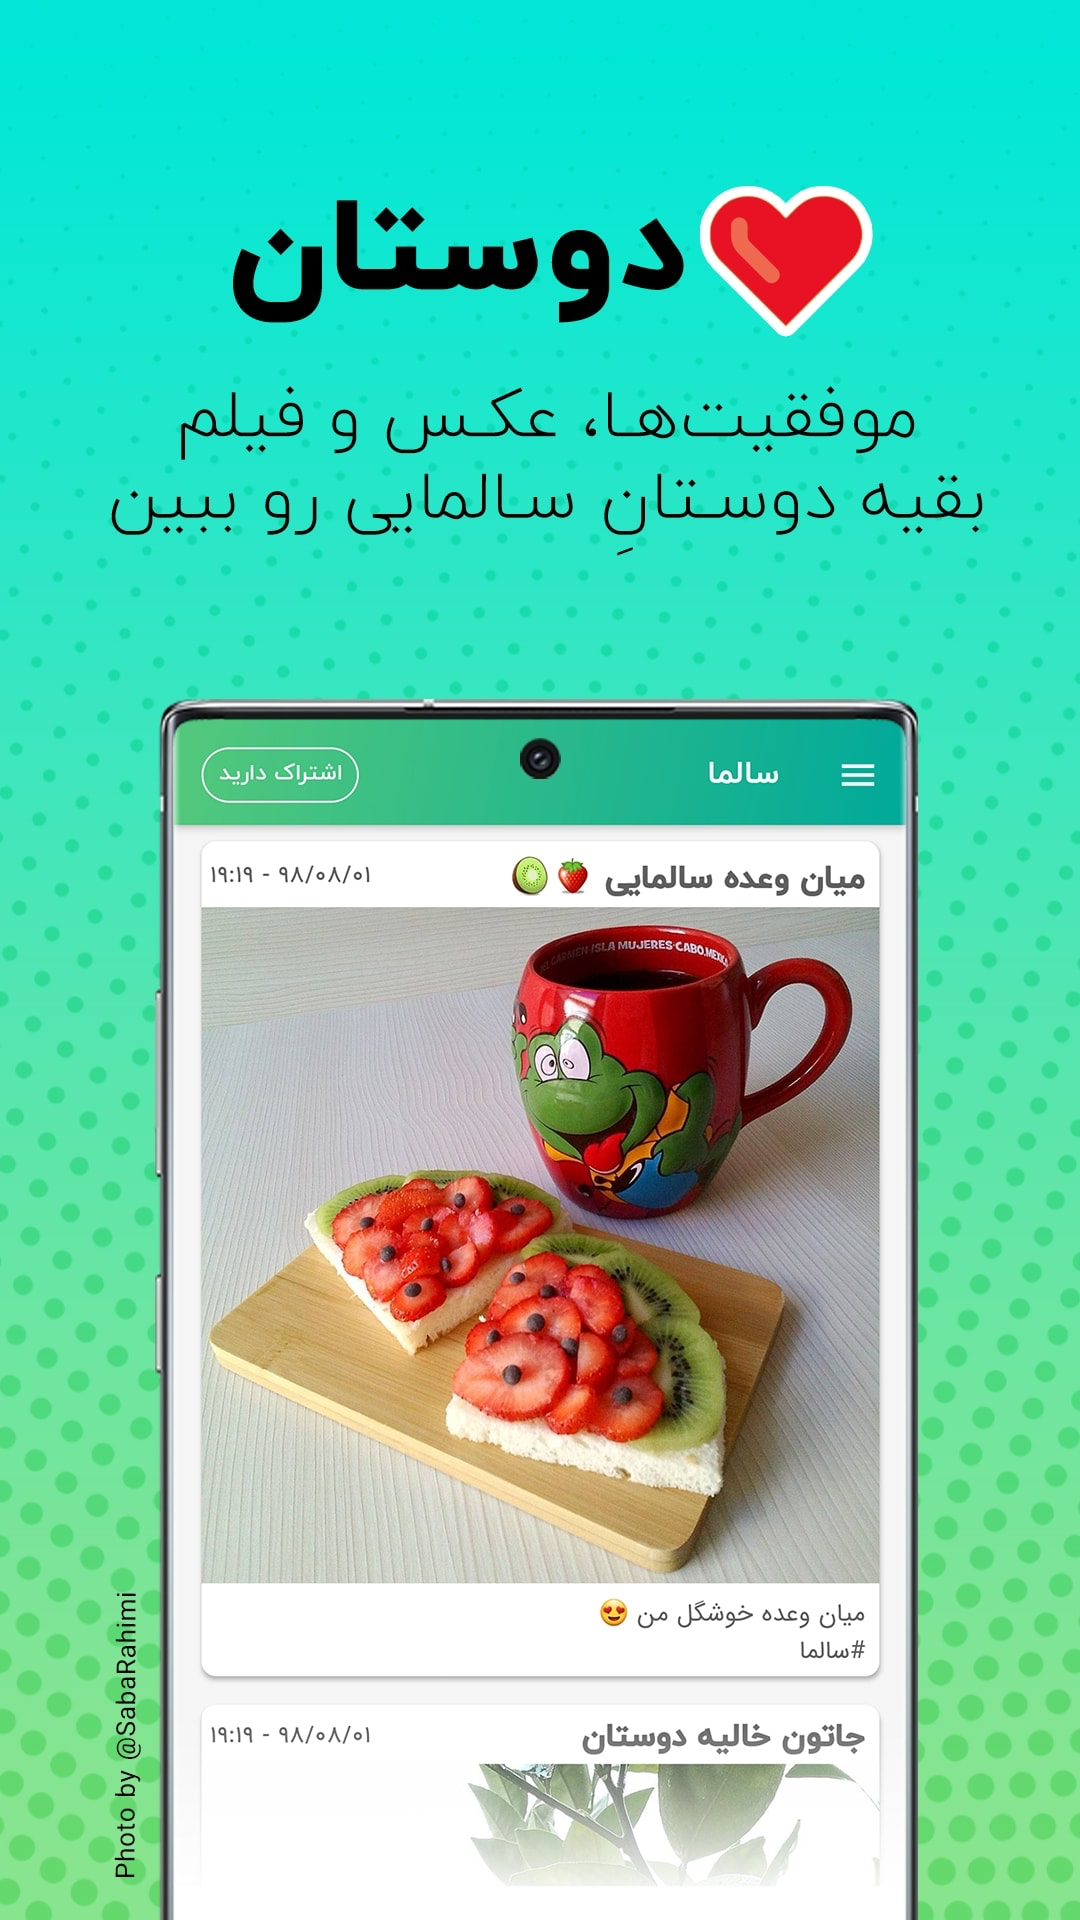 دوستان
موفقیت‌ها، عکس و فیلم
بقیه دوستانِ سالمایی رو ببین
سالما
اشتراک دارید
میان وعده سالمایی 🍓🥝
۹۸/۰۸/۰۱ - ۱۹:۱۹
CARMEN·ISLA MUJERES·CABO.MEXICO
میان وعده خوشگل من 😍
#سالما
جاتون خالیه دوستان
۹۸/۰۸/۰۱ - ۱۹:۱۹
Photo by @SabaRahimi